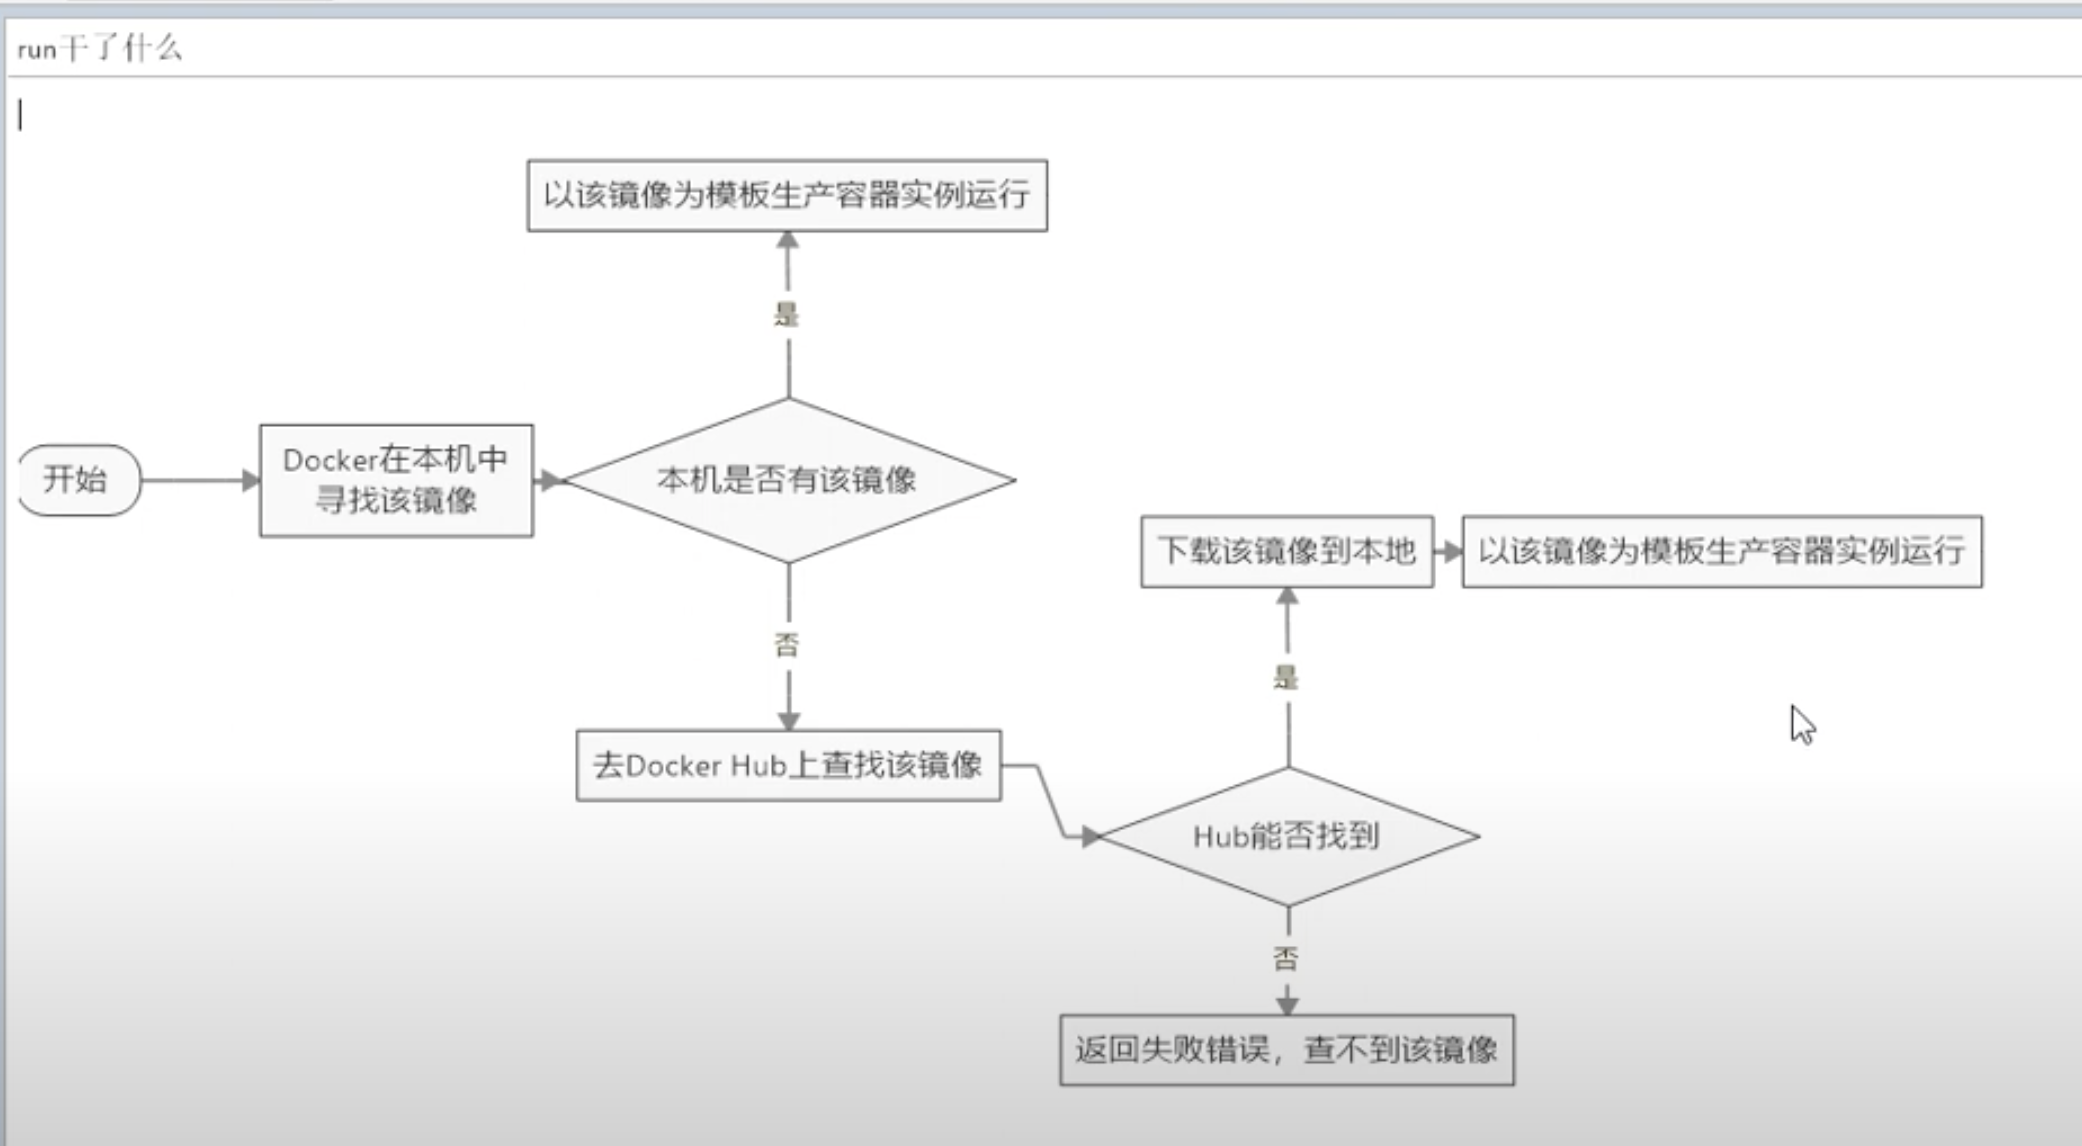 run干了什么
以该镜像为模板生产容器实例运行
是
开始
Docker在本机中
寻找该镜像
本机是否有该镜像
否
去Docker Hub上查找该镜像
下载该镜像到本地
以该镜像为模板生产容器实例运行
是
Hub能否找到
否
返回失败错误，查不到该镜像